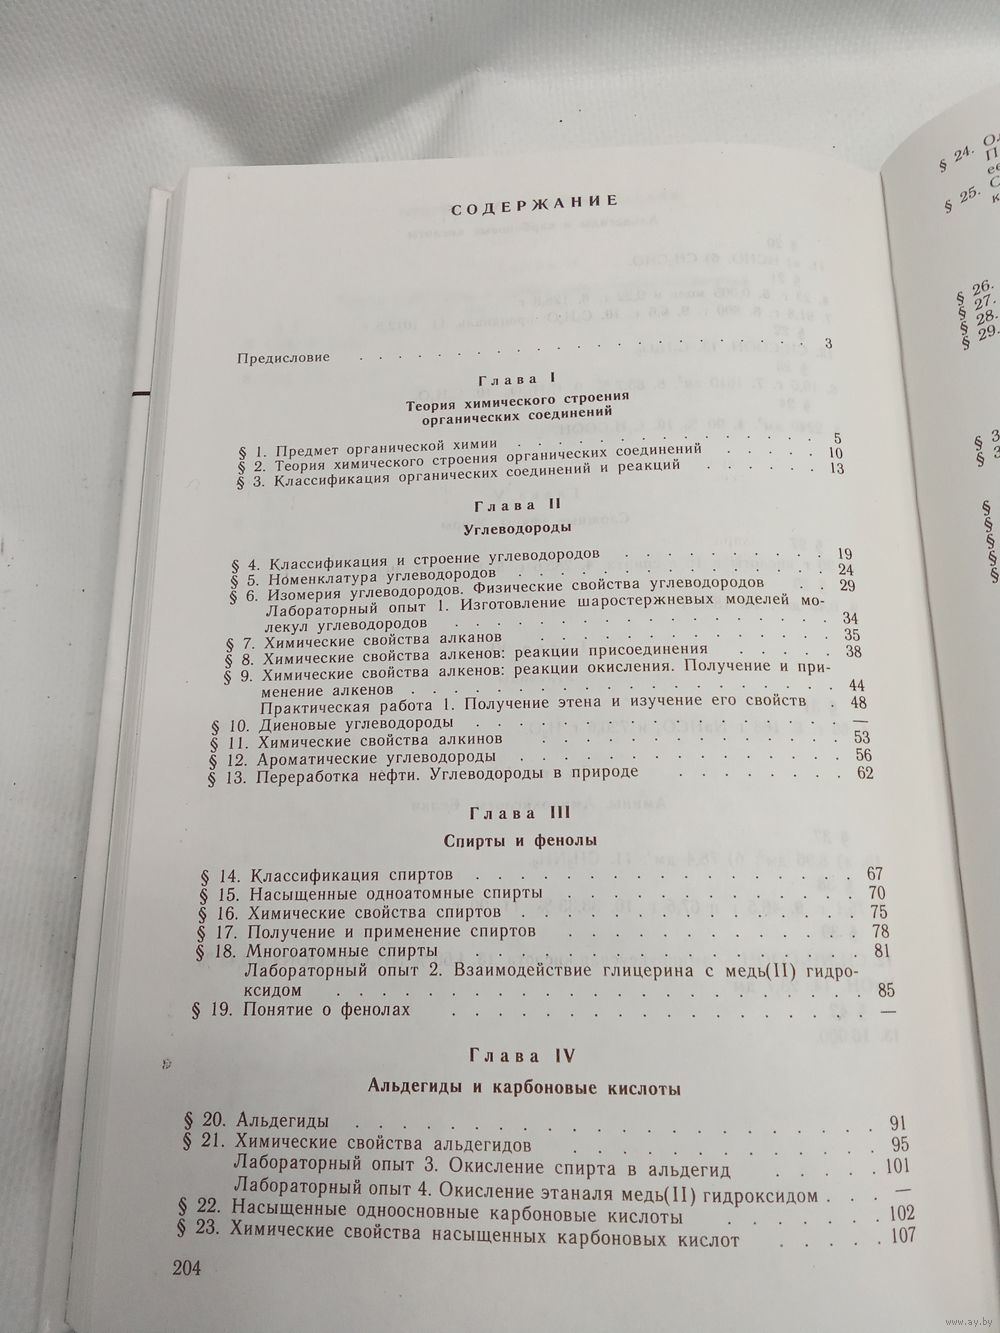 СОДЕРЖАНИЕ
Предисловие . . . . . . . . . . . . . . . . . . . . 3
Глава I
Теория химического строения
органических соединений
§ 1. Предмет органической химии . . . . . . . . . . . . . . 5
§ 2. Теория химического строения органических соединений . . . . . 10
§ 3. Классификация органических соединений и реакций . . . . . . 13
Глава II
Углеводороды
§ 4. Классификация и строение углеводородов . . . . . . . . . . 19
§ 5. Номенклатура углеводородов . . . . . . . . . . . . . . 24
§ 6. Изомерия углеводородов. Физические свойства углеводородов . . 29
Лабораторный опыт 1. Изготовление шаростержневых моделей мо-
лекул углеводородов . . . . . . . . . . . . . . . . . 34
§ 7. Химические свойства алканов . . . . . . . . . . . . . . 35
§ 8. Химические свойства алкенов: реакции присоединения . . . . . 38
§ 9. Химические свойства алкенов: реакции окисления. Получение и при-
менение алкенов . . . . . . . . . . . . . . . . . . . 44
Практическая работа 1. Получение этена и изучение его свойств . 48
§ 10. Диеновые углеводороды . . . . . . . . . . . . . . . . —
§ 11. Химические свойства алкинов . . . . . . . . . . . . . . 53
§ 12. Ароматические углеводороды . . . . . . . . . . . . . . 56
§ 13. Переработка нефти. Углеводороды в природе . . . . . . . . 62
Глава III
Спирты и фенолы
§ 14. Классификация спиртов . . . . . . . . . . . . . . . . 67
§ 15. Насыщенные одноатомные спирты . . . . . . . . . . . . 70
§ 16. Химические свойства спиртов . . . . . . . . . . . . . . 75
§ 17. Получение и применение спиртов . . . . . . . . . . . . 78
§ 18. Многоатомные спирты . . . . . . . . . . . . . . . . . 81
Лабораторный опыт 2. Взаимодействие глицерина с медь(II) гидро-
ксидом . . . . . . . . . . . . . . . . . . . . . . 85
§ 19. Понятие о фенолах . . . . . . . . . . . . . . . . . . —
Глава IV
Альдегиды и карбоновые кислоты
§ 20. Альдегиды . . . . . . . . . . . . . . . . . . . . . 91
§ 21. Химические свойства альдегидов . . . . . . . . . . . . 95
Лабораторный опыт 3. Окисление спирта в альдегид . . . . . 101
Лабораторный опыт 4. Окисление этаналя медь(II) гидроксидом . . . —
§ 22. Насыщенные одноосновные карбоновые кислоты . . . . . . . 102
§ 23. Химические свойства насыщенных карбоновых кислот . . . . . 107
204
§ 24.
§ 25.
§ 26.
§ 27.
§ 28.
§ 29.
www.ay.by